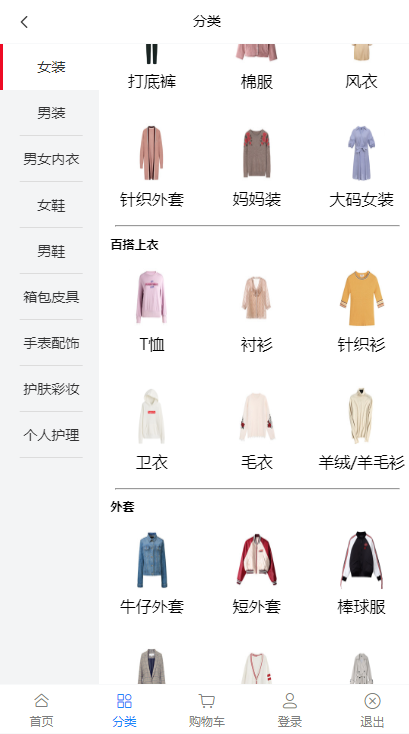 分类
女装
男装
男女内衣
女鞋
男鞋
箱包皮具
手表配饰
护肤彩妆
个人护理
打底裤 棉服 风衣
针织外套 妈妈装 大码女装
百搭上衣
T恤 衬衫 针织衫
卫衣 毛衣 羊绒/羊毛衫
外套
牛仔外套 短外套 棒球服
首页 分类 购物车 登录 退出